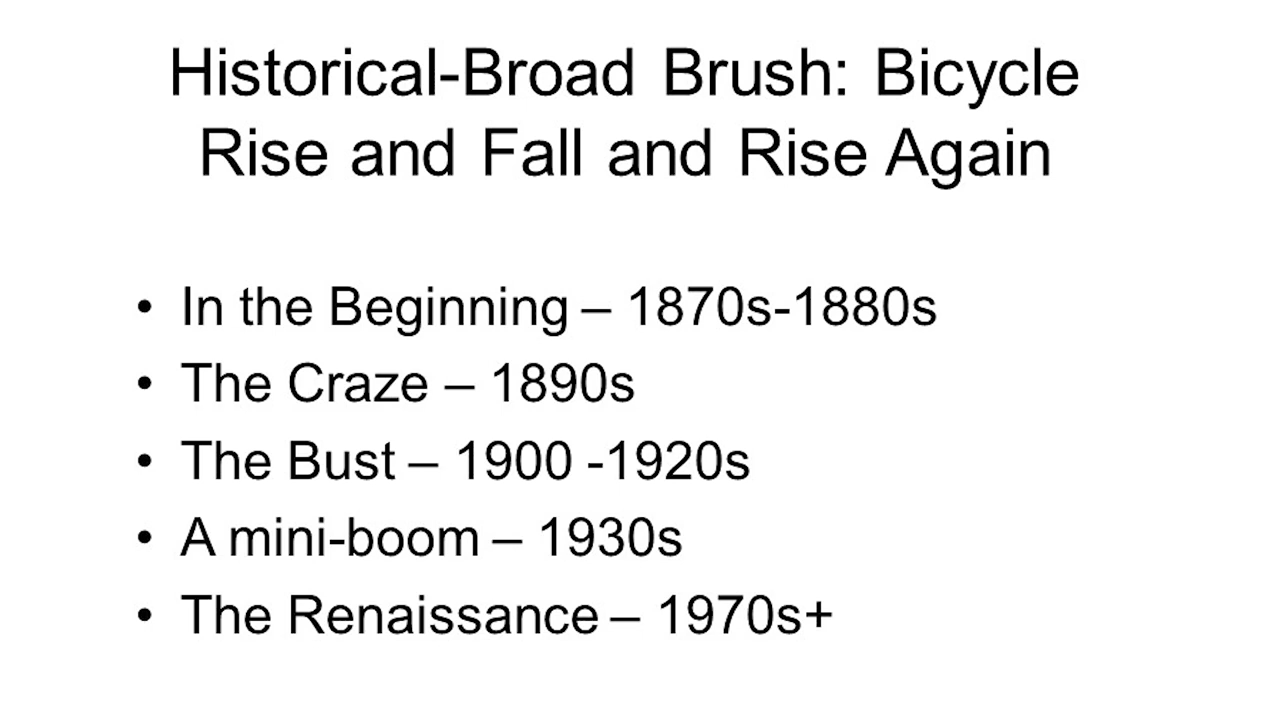 Historical-Broad Brush: Bicycle
Rise and Fall and Rise Again
• In the Beginning – 1870s-1880s
• The Craze – 1890s
• The Bust – 1900 -1920s
• A mini-boom – 1930s
• The Renaissance – 1970s+